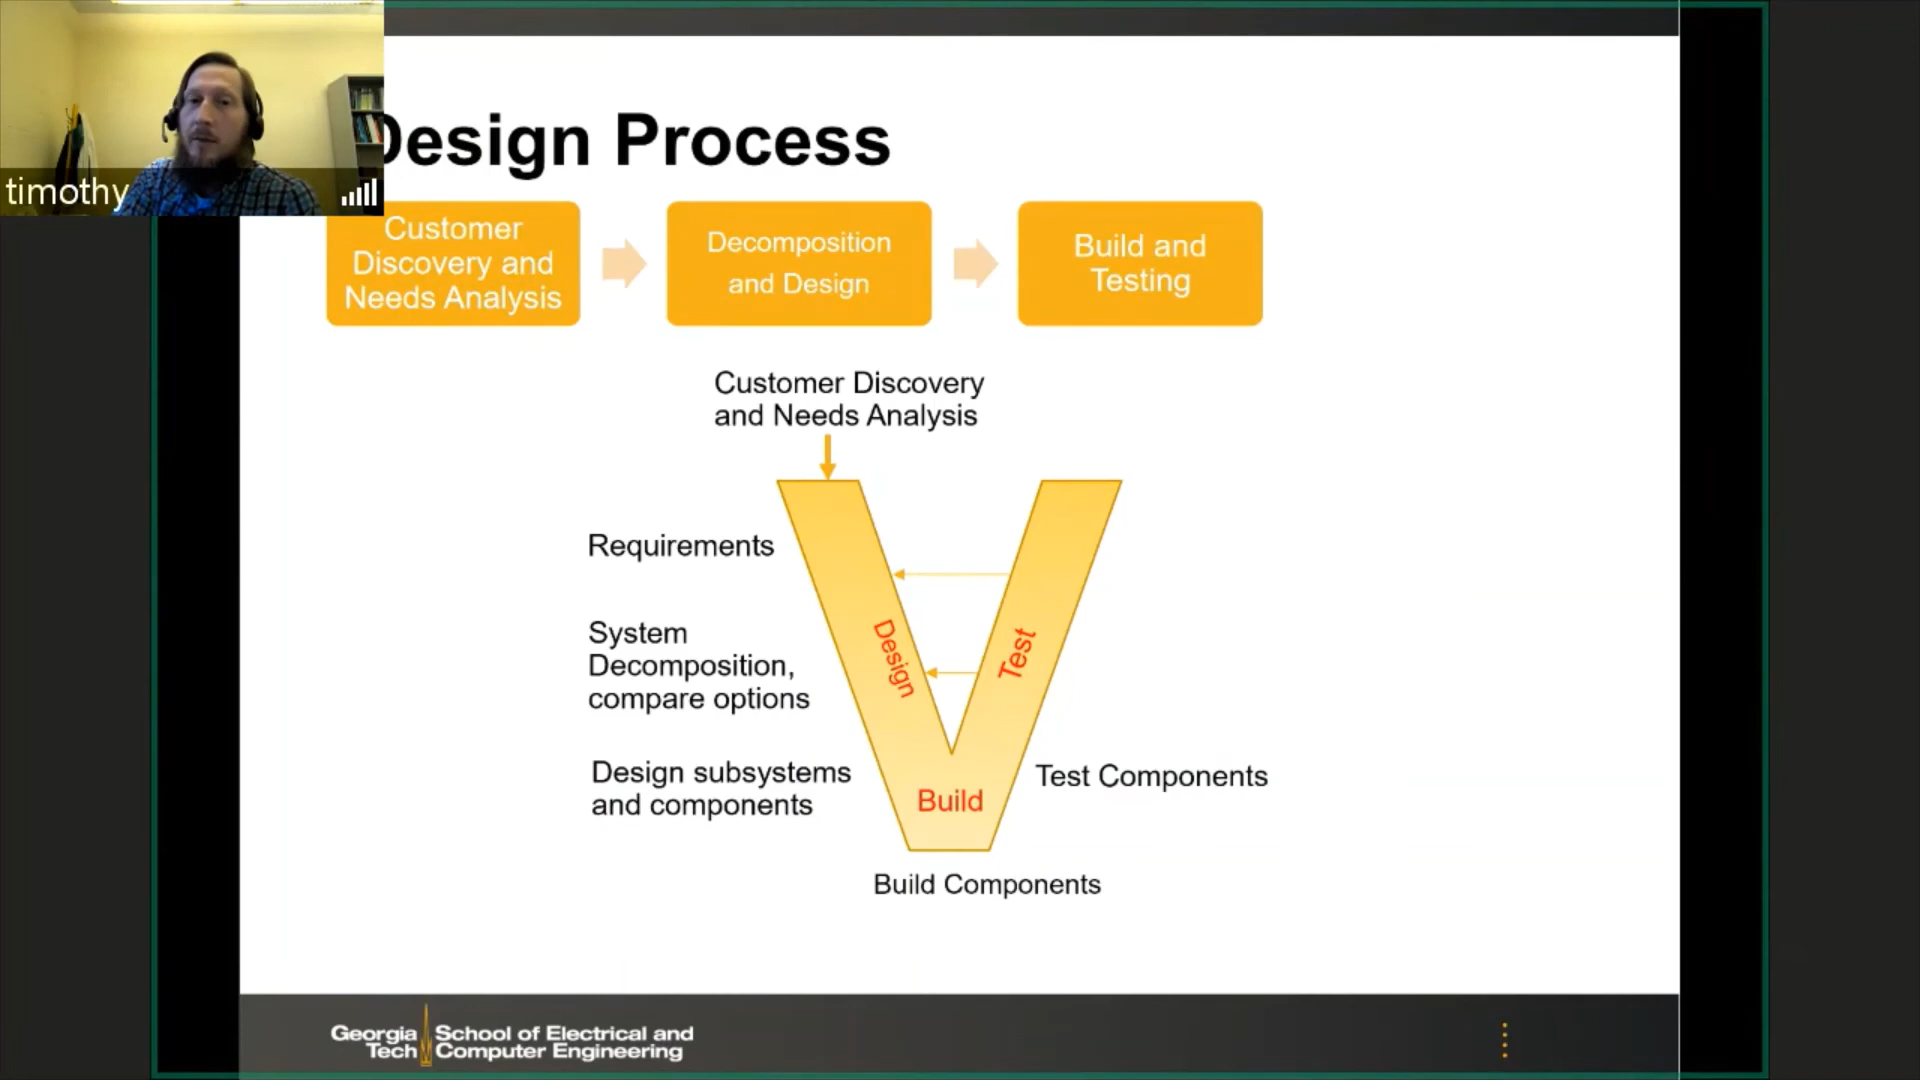 timothy
Design Process
Customer
Discovery and
Needs Analysis
Decomposition
and Design
Build and
Testing
Customer Discovery
and Needs Analysis
Requirements
System
Decomposition,
compare options
Design subsystems
and components
Design
Test
Build
Test Components
Build Components
Georgia
Tech
School of Electrical and
Computer Engineering